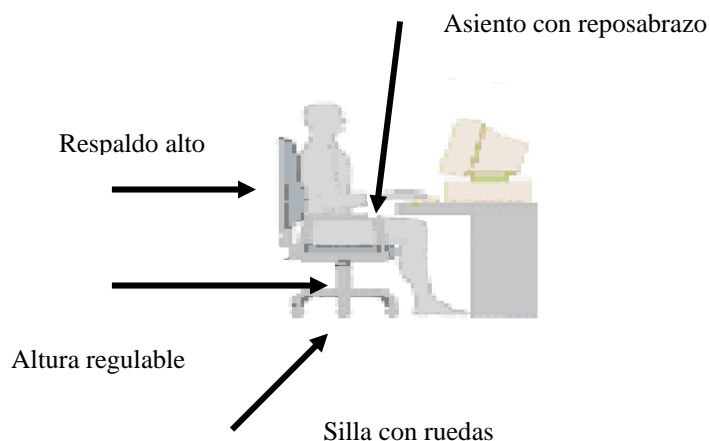 Asiento con reposabrazo
Respaldo alto
Altura regulable
Silla con ruedas